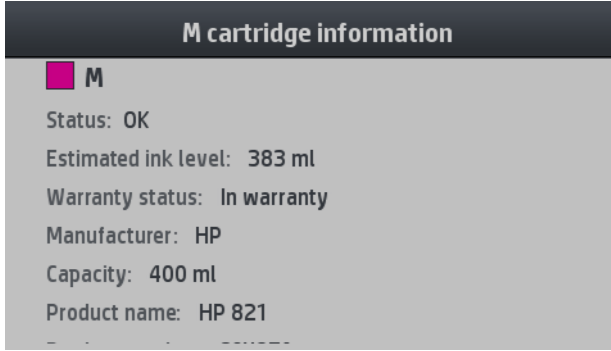 M cartridge information
M
Status: OK
Estimated ink level: 383 ml
Warranty status: In warranty
Manufacturer: HP
Capacity: 400 ml
Product name: HP 821